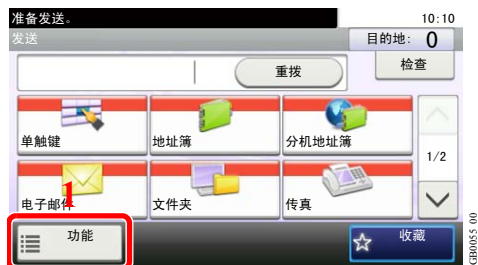 准备发送。 10:10
发送 目的地: 0
重拨 检查
单触键 地址簿 分机地址簿
1/2
电子邮件 文件夹 传真
1
功能 收藏
GB0055 00